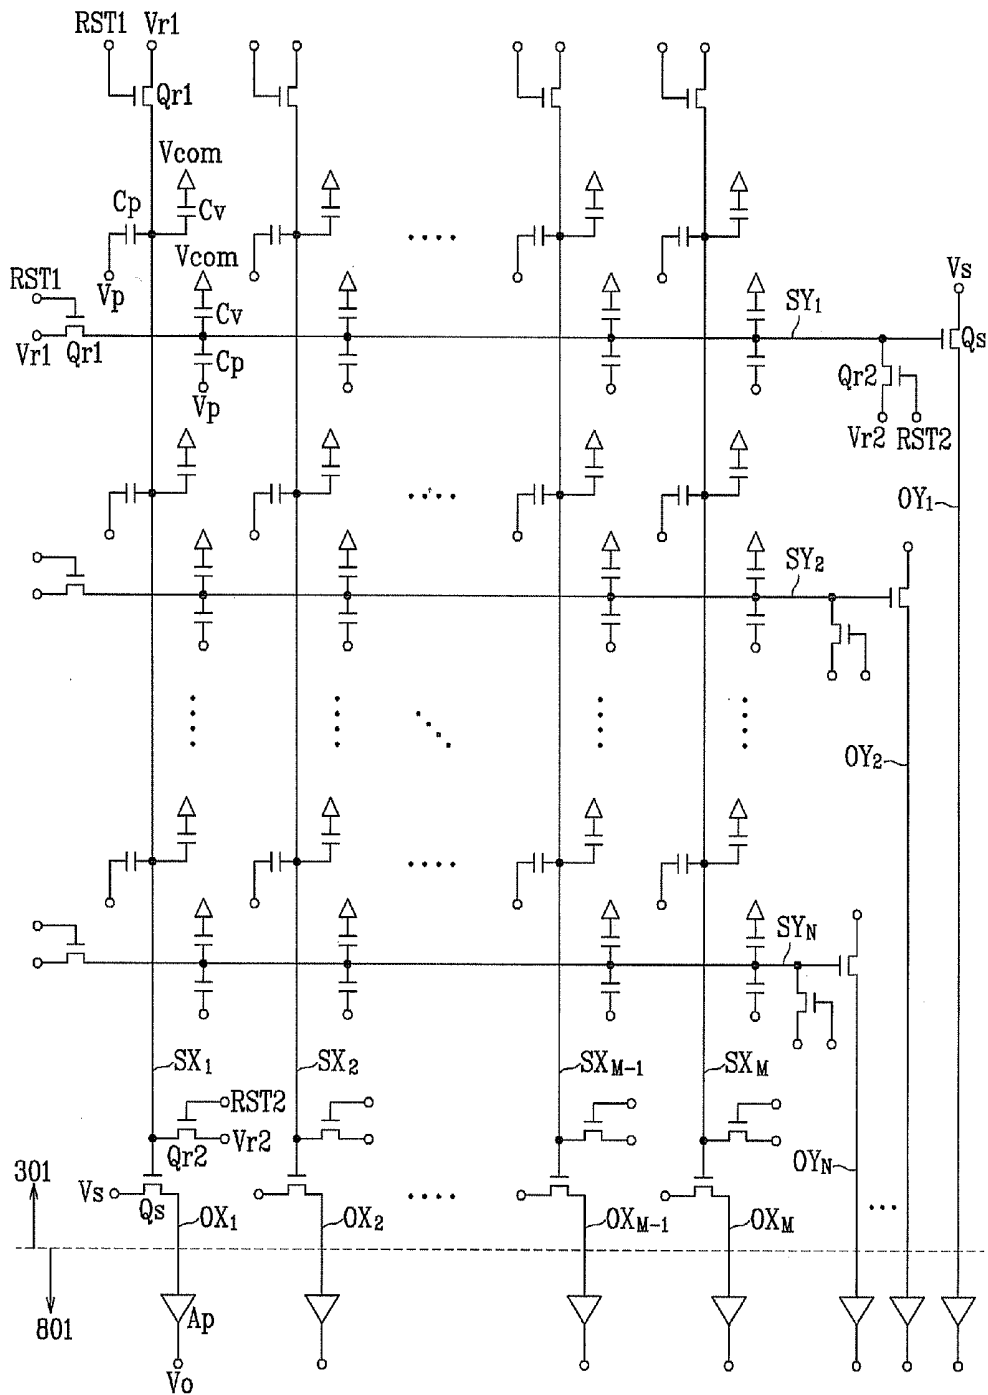 RST1 Vr1
Qr1
Vcom
Cp
Cv
Vcom
RST1
Vp
Vs
Cv
SY1
Vr1 Qr1
Qs
Cp
Qr2
Vp
Vr2 RST2
OY1
SY2
OY2
SYN
SX1
SX2
SXM-1
SXM
RST2
Vr2
Qr2
OYN
301
Vs
Qs
OX1
OX2
OXM-1
OXM
801
Ap
Vo